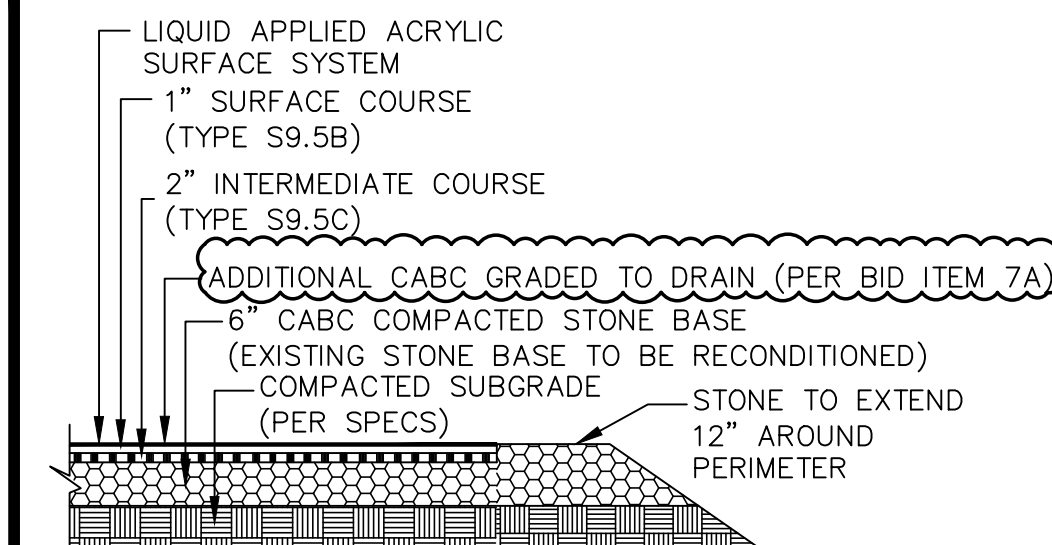 LIQUID APPLIED ACRYLIC
SURFACE SYSTEM
1” SURFACE COURSE
(TYPE S9.5B)
2” INTERMEDIATE COURSE
(TYPE S9.5C)
ADDITIONAL CABC GRADED TO DRAIN (PER BID ITEM 7A)
6” CABC COMPACTED STONE BASE
(EXISTING STONE BASE TO BE RECONDITIONED)
COMPACTED SUBGRADE
(PER SPECS)
STONE TO EXTEND
12” AROUND
PERIMETER